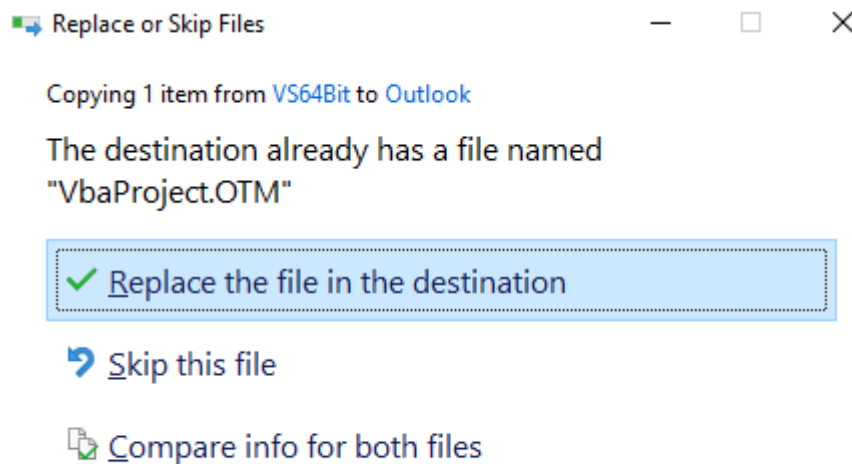 Replace or Skip Files
Copying 1 item from VS64Bit to Outlook
The destination already has a file named
"VbaProject.OTM"
Replace the file in the destination
Skip this file
Compare info for both files